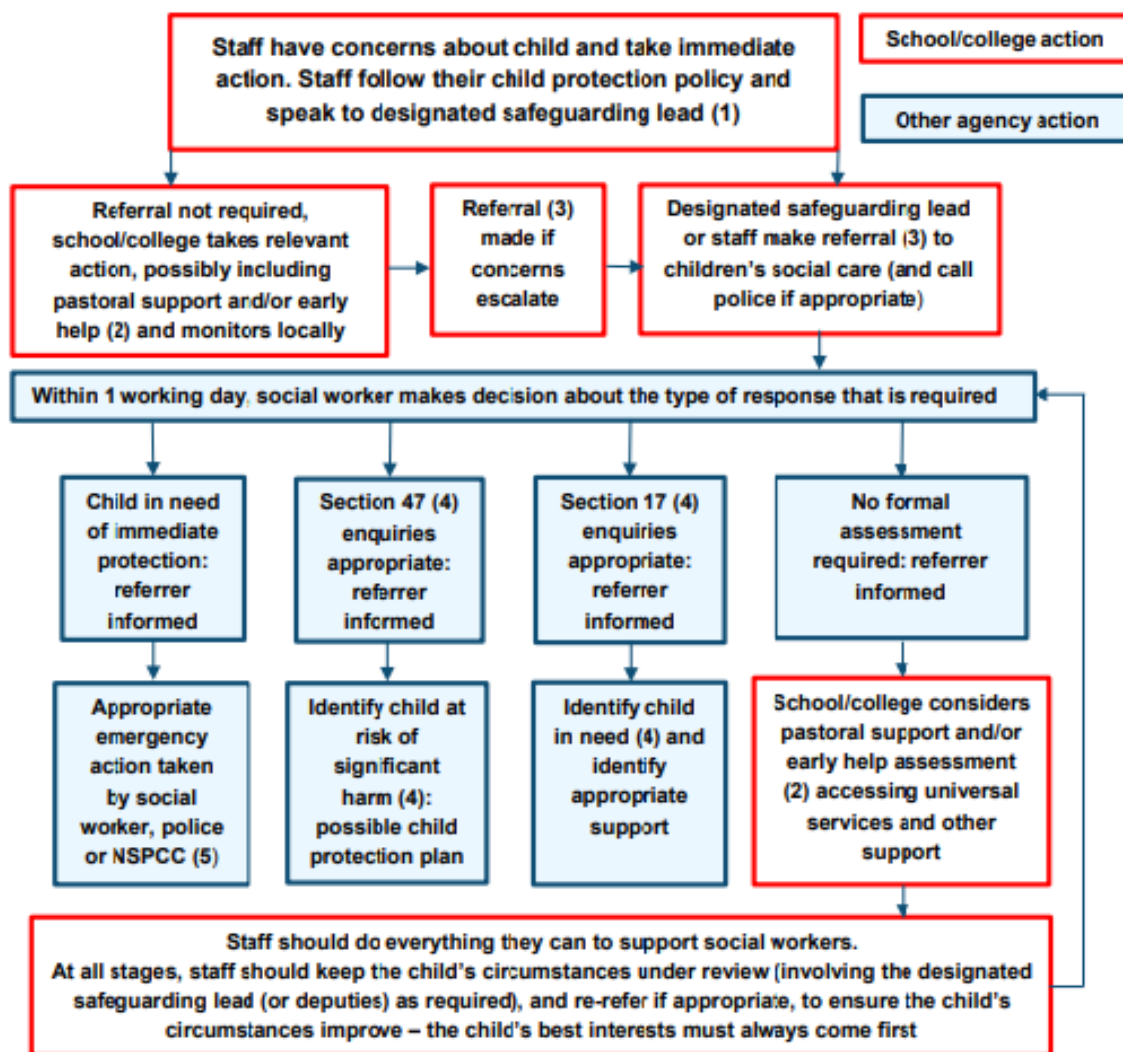 Staff have concerns about child and take immediate
action. Staff follow their child protection policy and
speak to designated safeguarding lead (1)
School/college action
Other agency action
Referral not required,
school/college takes relevant
action, possibly including
pastoral support and/or early
help (2) and monitors locally
Referral (3)
made if
concerns
escalate
Designated safeguarding lead
or staff make referral (3) to
children's social care (and call
police if appropriate)
Within 1 working day, social worker makes decision about the type of response that is required
Child in need
of immediate
protection:
referrer
informed
Section 47 (4)
enquiries
appropriate:
referrer
informed
Section 17 (4)
enquiries
appropriate:
referrer
informed
No formal
assessment
required: referrer
informed
Appropriate
emergency
action taken
by social
worker, police
or NSPCC (5)
Identify child at
risk of
significant
harm (4):
possible child
protection plan
Identify child
in need (4) and
identify
appropriate
support
School/college considers
pastoral support and/or
early help assessment
(2) accessing universal
services and other
support
Staff should do everything they can to support social workers.
At all stages, staff should keep the child's circumstances under review (involving the designated
safeguarding lead (or deputies) as required), and re-refer if appropriate, to ensure the child's
circumstances improve – the child's best interests must always come first